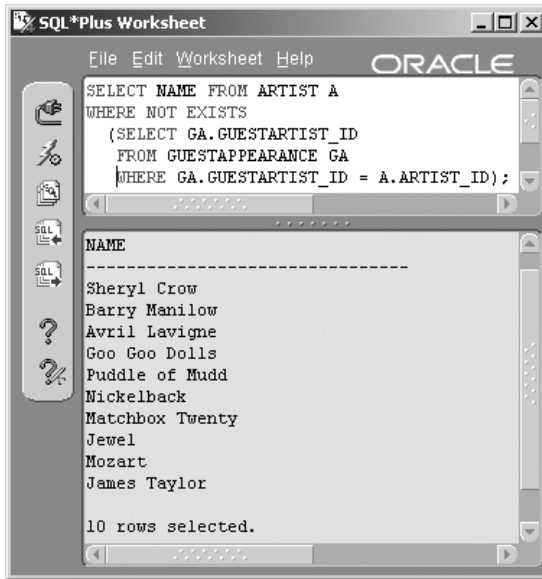 SQL*Plus Worksheet
File Edit Worksheet Help
ORACLE
SELECT NAME FROM ARTIST A
WHERE NOT EXISTS
(SELECT GA.GUESTARTIST_ID
FROM GUESTAPPEARANCE GA
WHERE GA.GUESTARTIST_ID = A.ARTIST_ID);
SQL
SQL
NAME
--------------------------------
Sheryl Crow
Barry Manilow
Avril Lavigne
Goo Goo Dolls
Puddle of Mudd
Nickelback
Matchbox Twenty
Jewel
Mozart
James Taylor
10 rows selected.